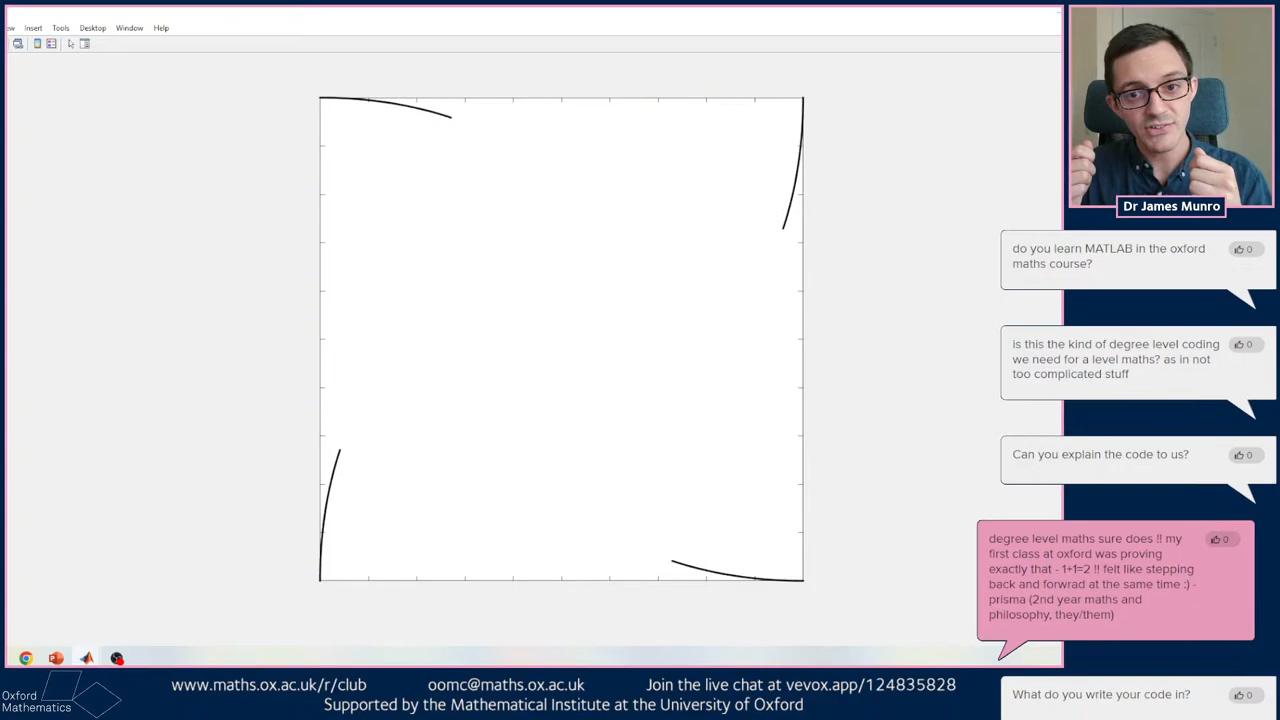 ew Insert Tools Desktop Window Help
Dr James Munro
do you learn MATLAB in the oxford
maths course?
0
is this the kind of degree level coding
we need for a level maths? as in not
too complicated stuff
0
Can you explain the code to us?
0
degree level maths sure does !! my
first class at oxford was proving
exactly that - 1+1=2 !! felt like stepping
back and forwrad at the same time :) -
prisma (2nd year maths and
philosophy, they/them)
0
What do you write your code in?
0
Oxford
Mathematics
www.maths.ox.ac.uk/r/club oomc@maths.ox.ac.uk Join the live chat at vevox.app/124835828
Supported by the Mathematical Institute at the University of Oxford